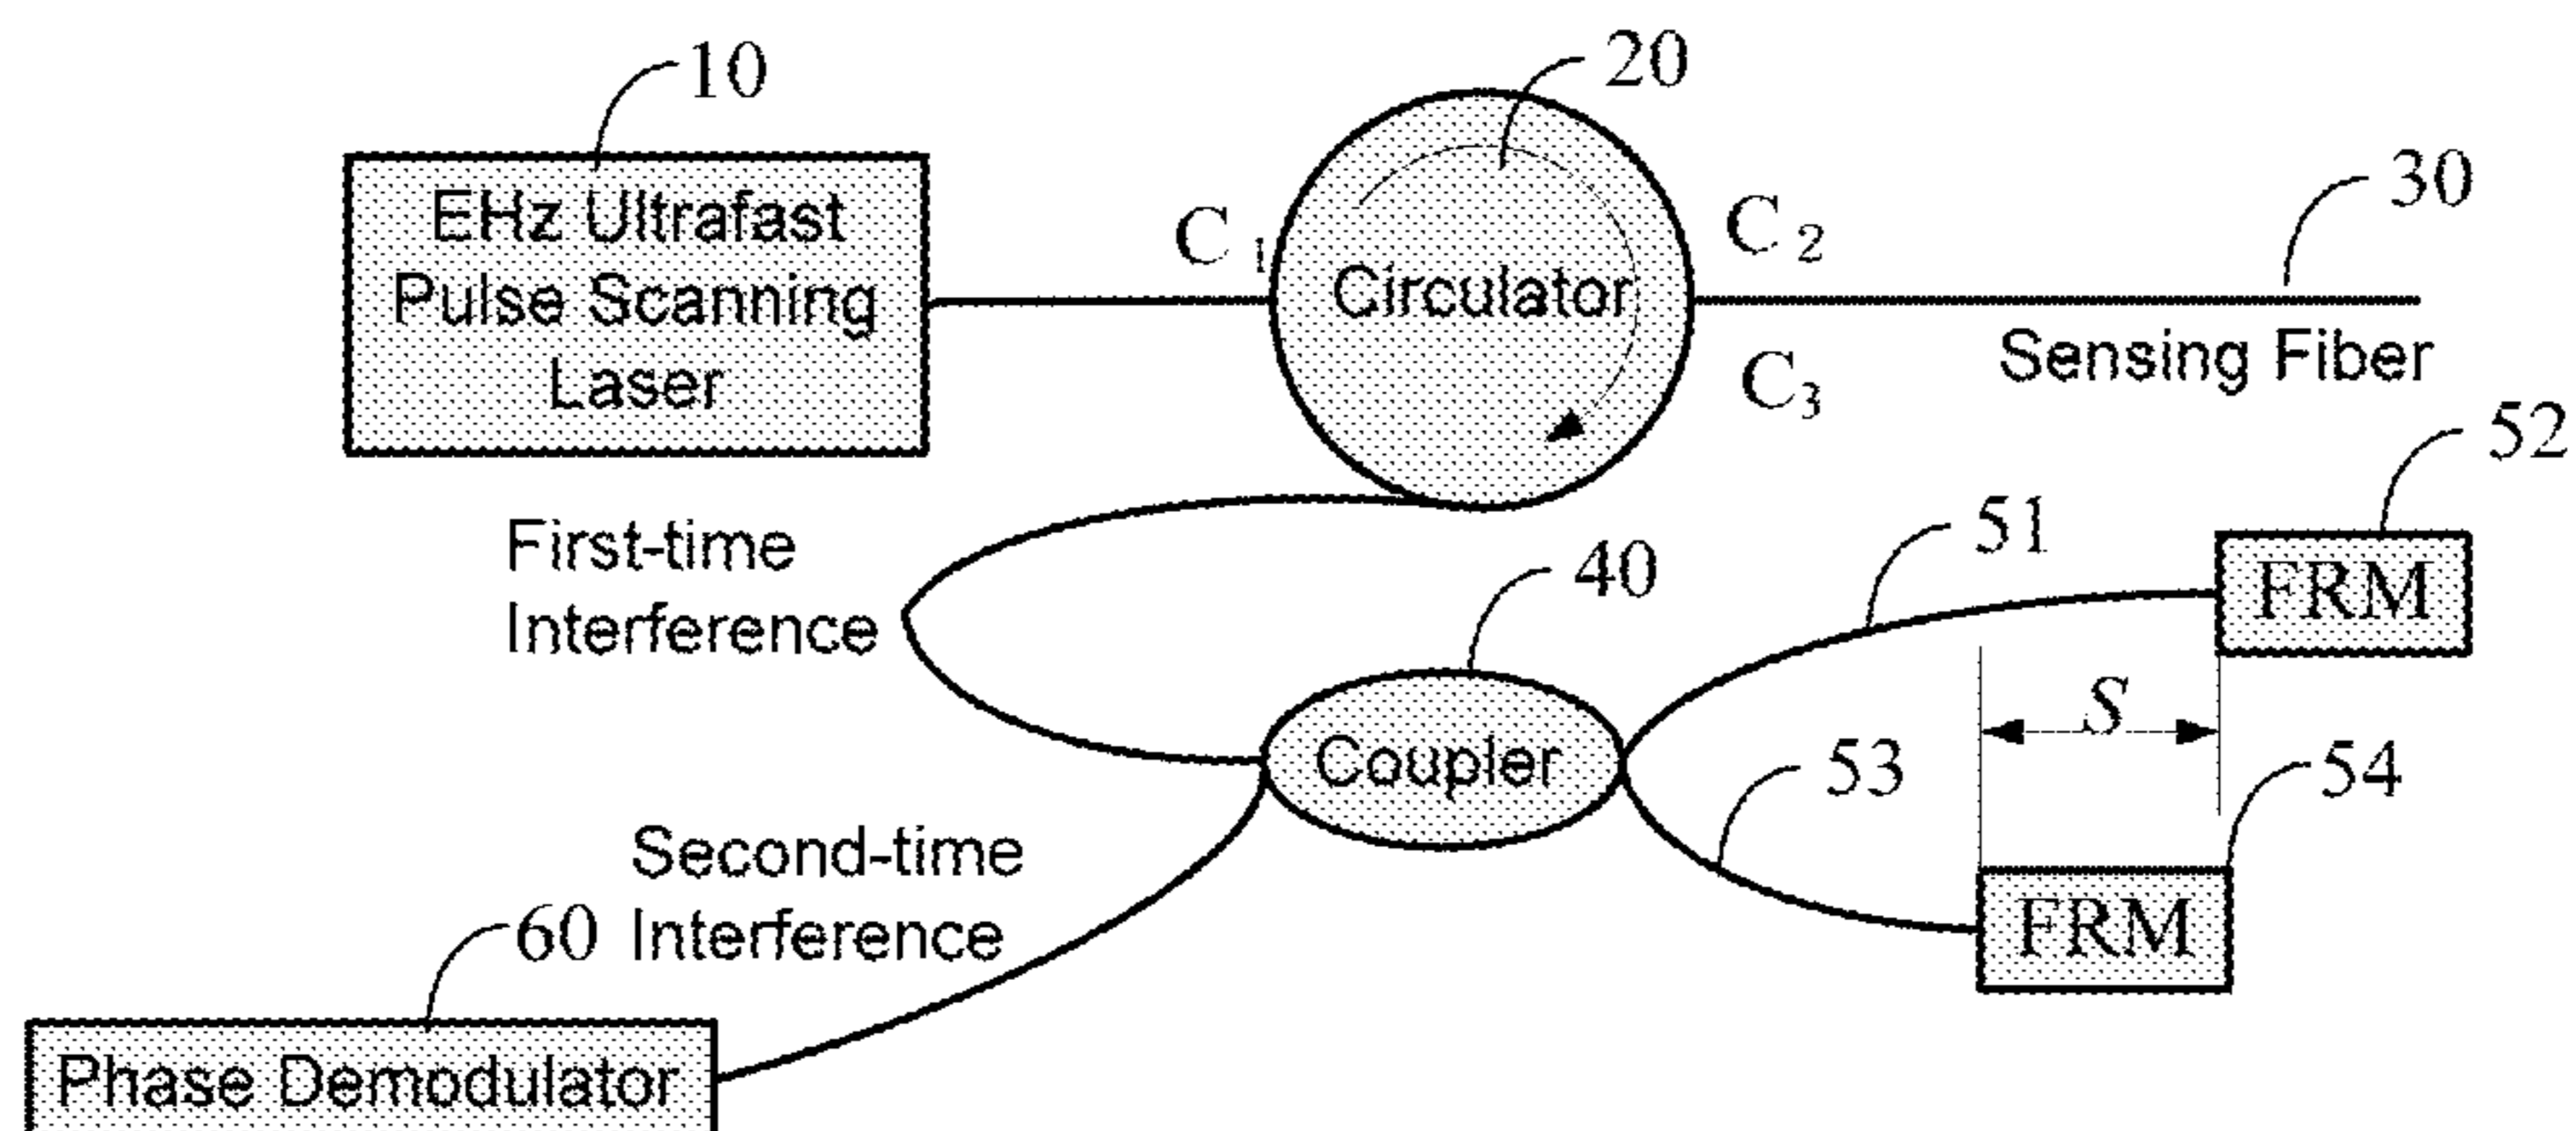 10
20
30
EHz Ultrafast
Pulse Scanning
Laser
C1
Circulator
C2
C3
Sensing Fiber
52
First-time
Interference
51
FRM
40
S
Coupler
53
54
Second-time
Interference
FRM
60
Phase Demodulator